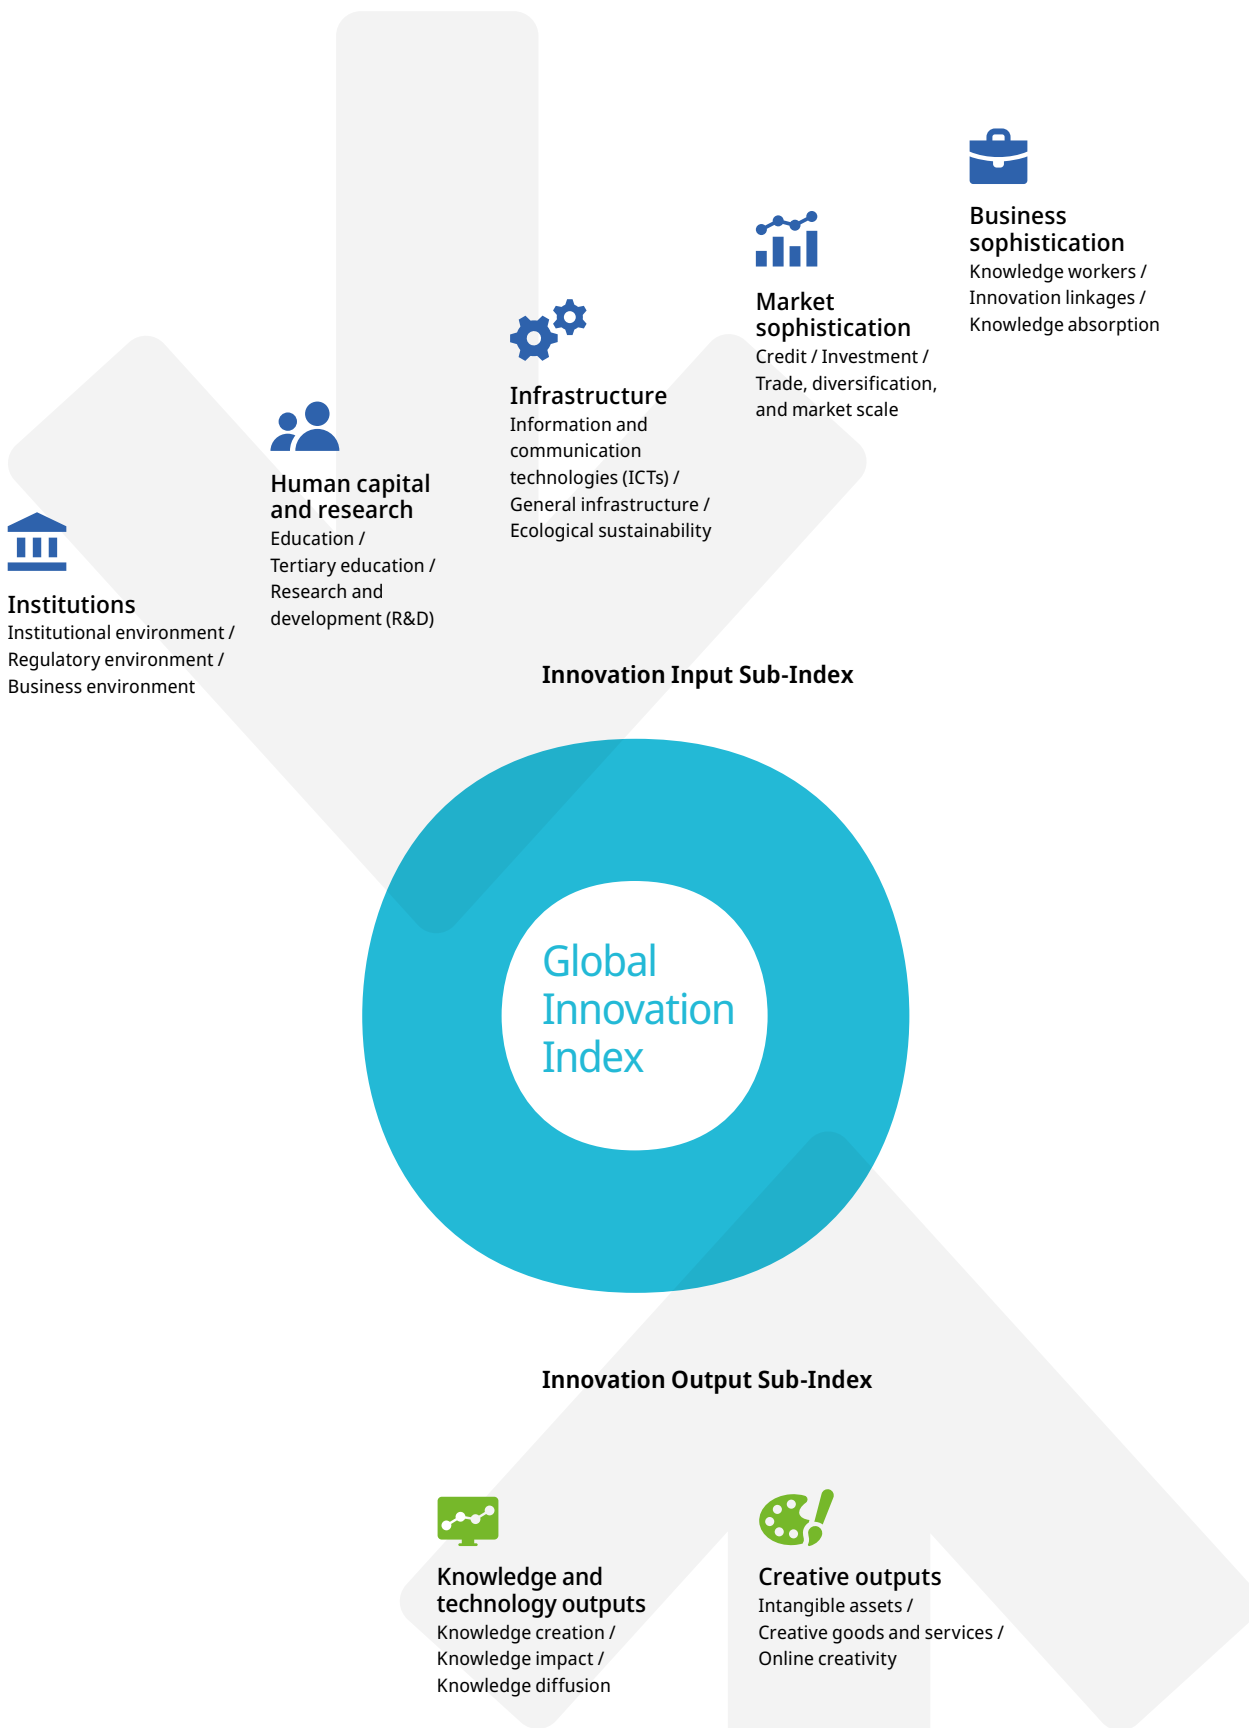 Institutions
Institutional environment /
Regulatory environment /
Business environment
Human capital
and research
Education /
Tertiary education /
Research and
development (R&D)
Infrastructure
Information and
communication
technologies (ICTs) /
General infrastructure /
Ecological sustainability
Market
sophistication
Credit / Investment /
Trade, diversification,
and market scale
Business
sophistication
Knowledge workers /
Innovation linkages /
Knowledge absorption
Innovation Input Sub-Index
Global
Innovation
Index
Innovation Output Sub-Index
Knowledge and
technology outputs
Knowledge creation /
Knowledge impact /
Knowledge diffusion
Creative outputs
Intangible assets /
Creative goods and services /
Online creativity